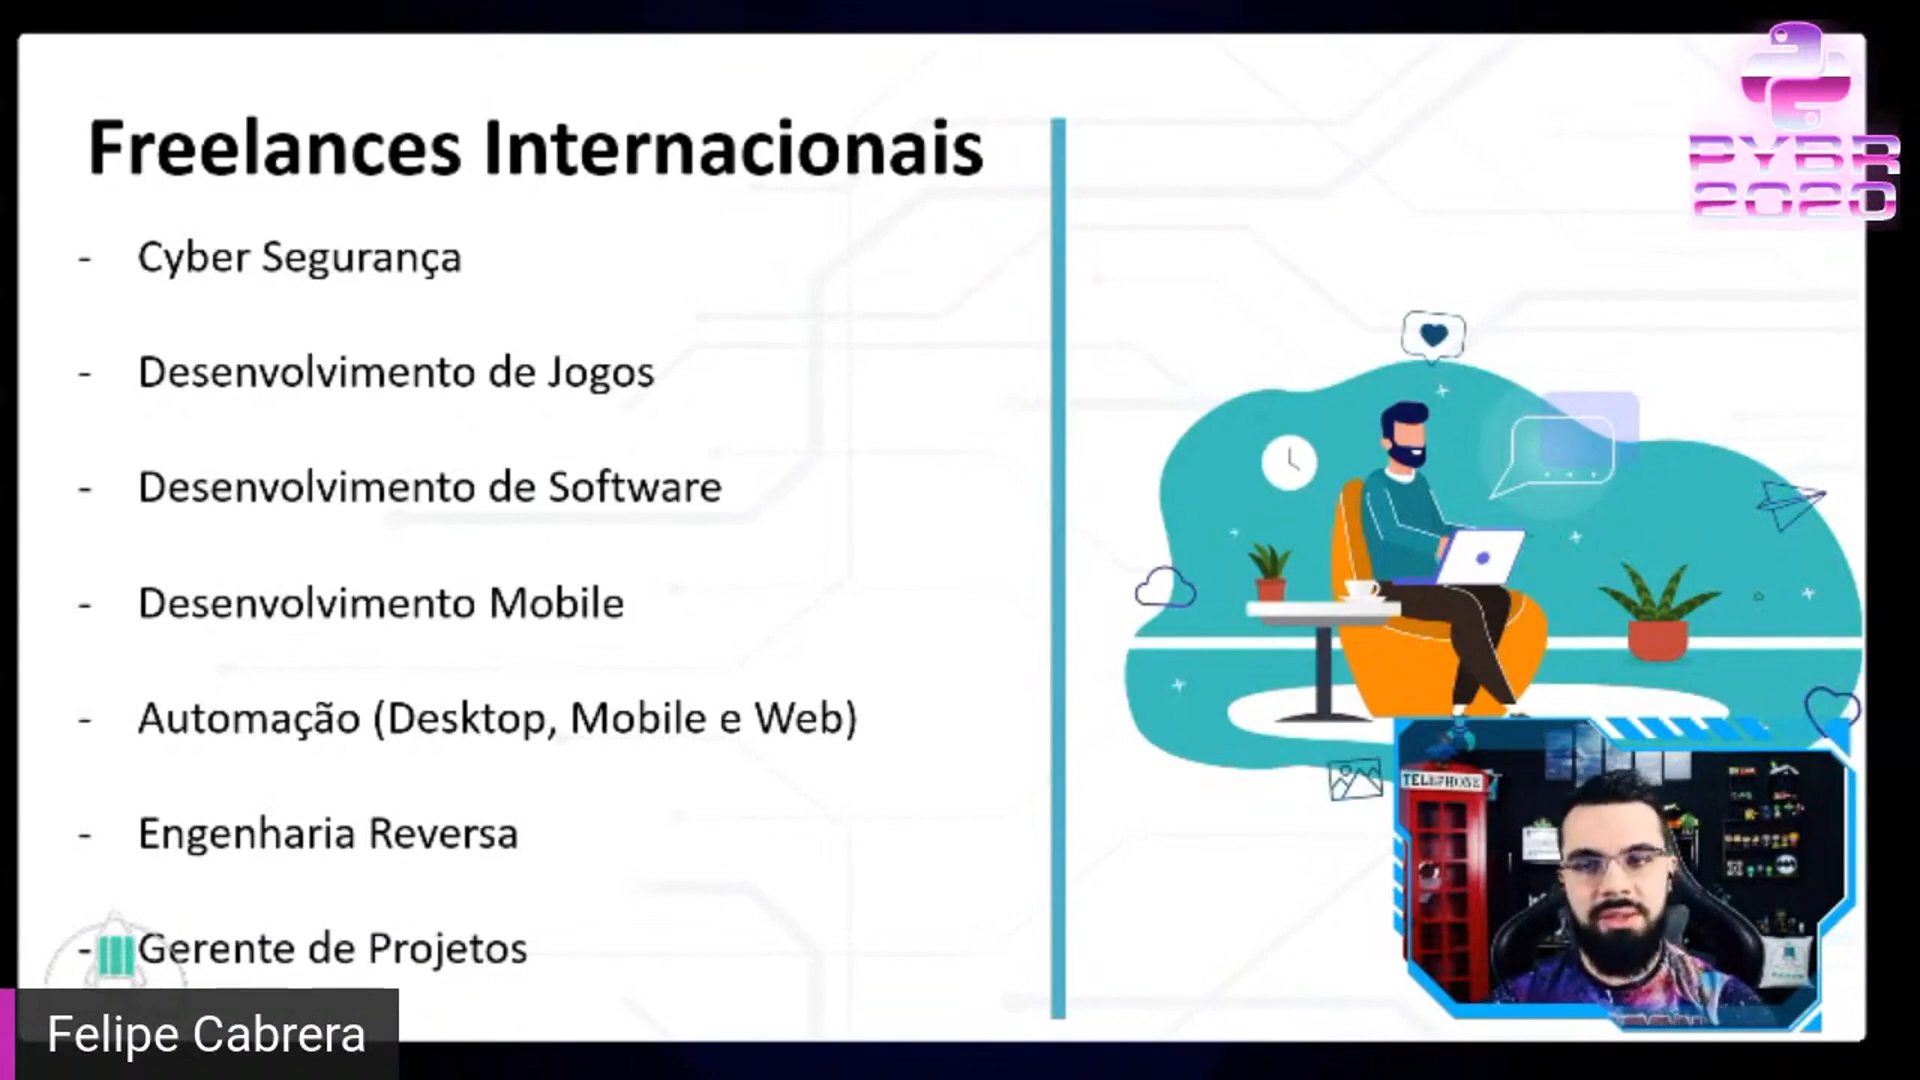 Freelances Internacionais
- Cyber Segurança
- Desenvolvimento de Jogos
- Desenvolvimento de Software
- Desenvolvimento Mobile
- Automação (Desktop, Mobile e Web)
- Engenharia Reversa
- Gerente de Projetos
PYBR
2020
TELEPHONE
Felipe Cabrera